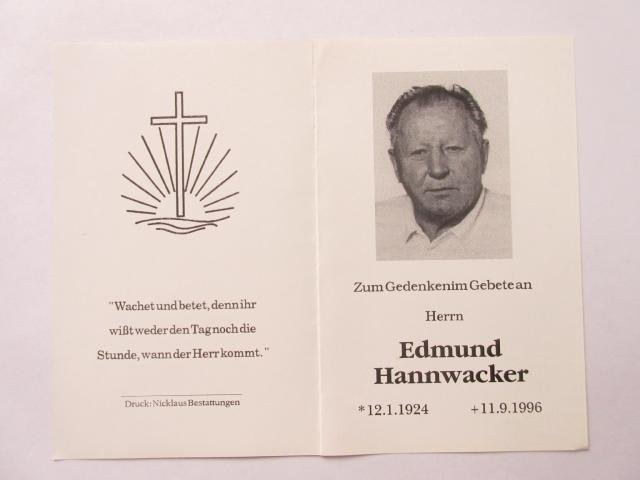 "Wachet und betet, denn ihr
wißt weder den Tag noch die
Stunde, wann der Herr kommt."
Druck: Nicklaus Bestattungen
Zum Gedenken im Gebete an
Herrn
Edmund
Hannwacker
*12.1.1924 +11.9.1996